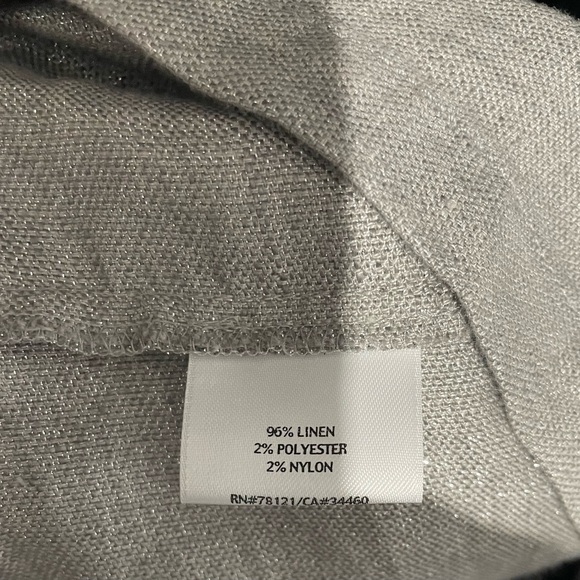 96% LINEN
2% POLYESTER
2% NYLON
RN#78121/CA#34460